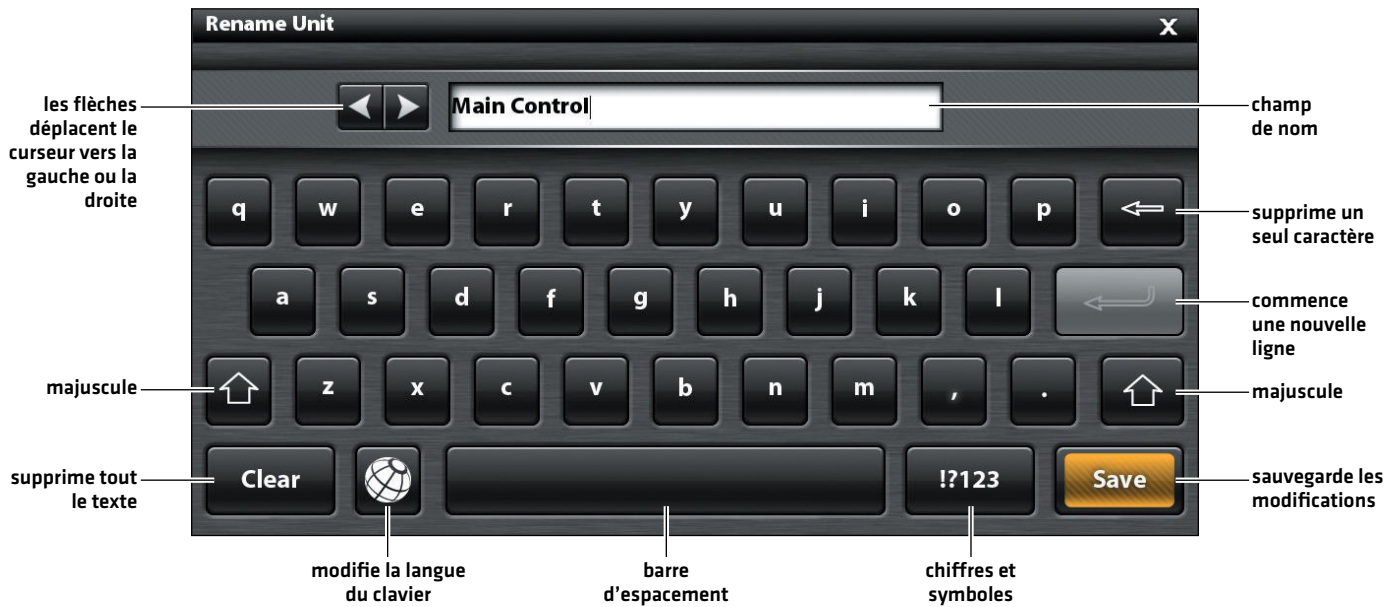 Rename Unit X
les flèches
déplacent le
curseur vers la
gauche ou la
droite
Main Control
champ
de nom
q w e r t y u i o p
supprime un
seul caractère
a s d f g h j k l
commence
une nouvelle
ligne
majuscule
z x c v b n m , .
majuscule
supprime tout
le texte
Clear !?123 Save
sauvegarde les
modifications
modifie la langue
du clavier
barre
d'espacement
chiffres et
symboles